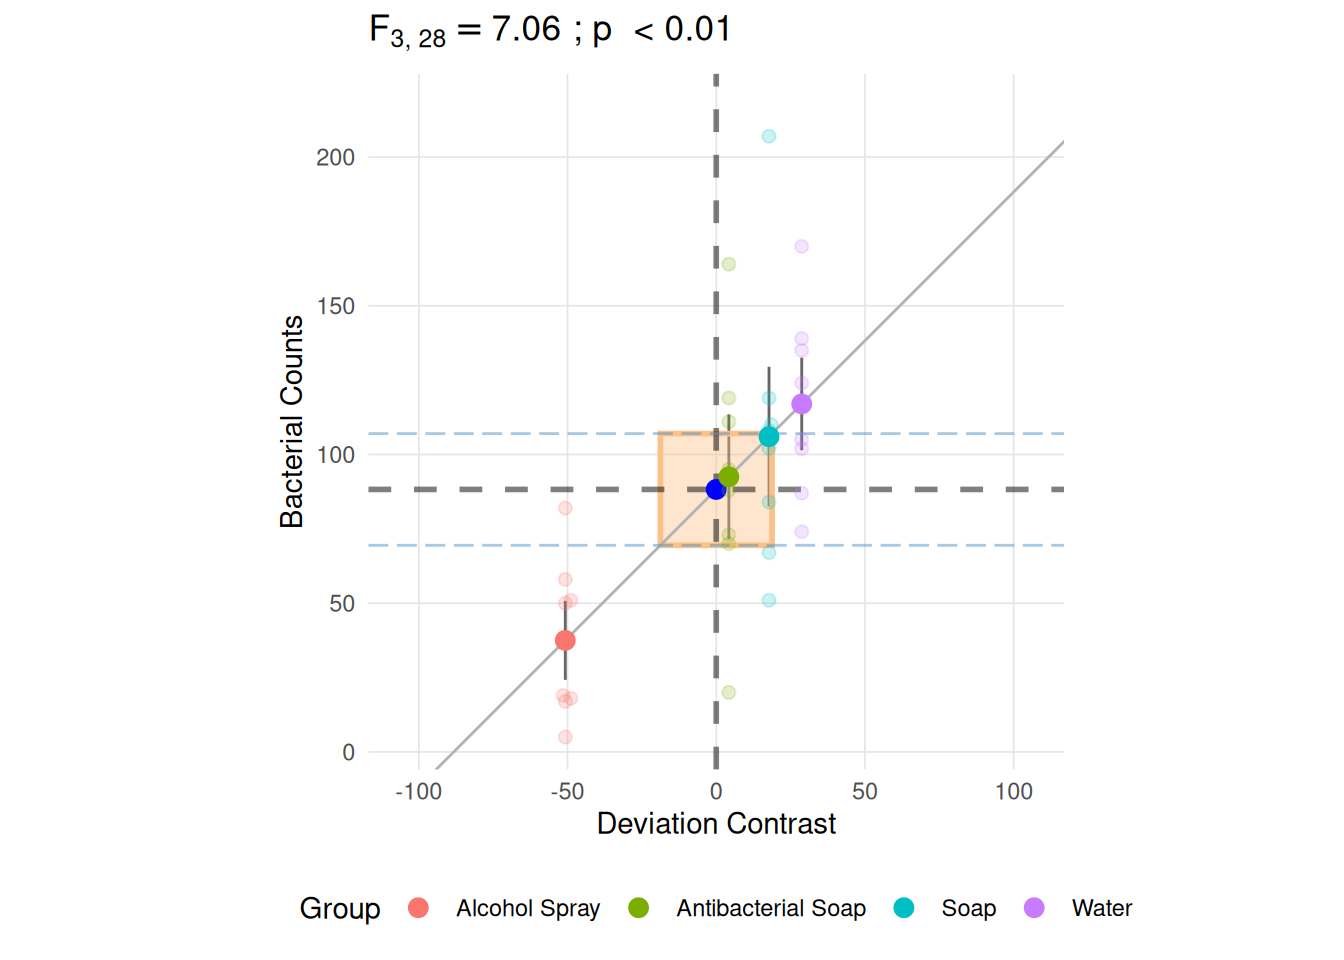 F3, 28 = 7.06 ; p < 0.01
Bacterial Counts
200
150
100
50
0
-100 -50 0 50 100
Deviation Contrast
Group Alcohol Spray Antibacterial Soap Soap Water